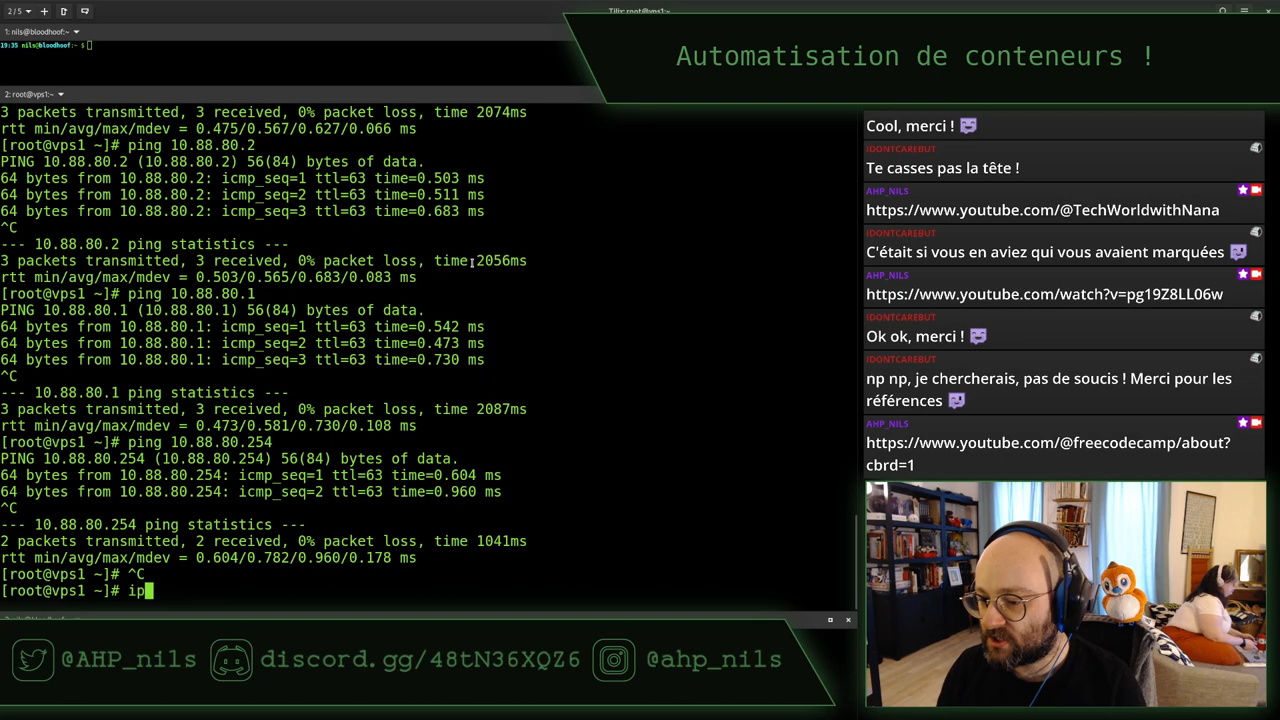 2 / 5
Tilix: root@vps1:~
1: nils@bloodhoof:~
19:35 nils@bloodhoof:~ $
Automatisation de conteneurs !
2: root@vps1:~
3 packets transmitted, 3 received, 0% packet loss, time 2074ms
rtt min/avg/max/mdev = 0.475/0.567/0.627/0.066 ms
[root@vps1 ~]# ping 10.88.80.2
PING 10.88.80.2 (10.88.80.2) 56(84) bytes of data.
64 bytes from 10.88.80.2: icmp_seq=1 ttl=63 time=0.503 ms
64 bytes from 10.88.80.2: icmp_seq=2 ttl=63 time=0.511 ms
64 bytes from 10.88.80.2: icmp_seq=3 ttl=63 time=0.683 ms
^C
--- 10.88.80.2 ping statistics ---
3 packets transmitted, 3 received, 0% packet loss, time 2056ms
rtt min/avg/max/mdev = 0.503/0.565/0.683/0.083 ms
[root@vps1 ~]# ping 10.88.80.1
PING 10.88.80.1 (10.88.80.1) 56(84) bytes of data.
64 bytes from 10.88.80.1: icmp_seq=1 ttl=63 time=0.542 ms
64 bytes from 10.88.80.1: icmp_seq=2 ttl=63 time=0.473 ms
64 bytes from 10.88.80.1: icmp_seq=3 ttl=63 time=0.730 ms
^C
--- 10.88.80.1 ping statistics ---
3 packets transmitted, 3 received, 0% packet loss, time 2087ms
rtt min/avg/max/mdev = 0.473/0.581/0.730/0.108 ms
[root@vps1 ~]# ping 10.88.80.254
PING 10.88.80.254 (10.88.80.254) 56(84) bytes of data.
64 bytes from 10.88.80.254: icmp_seq=1 ttl=63 time=0.604 ms
64 bytes from 10.88.80.254: icmp_seq=2 ttl=63 time=0.960 ms
^C
--- 10.88.80.254 ping statistics ---
2 packets transmitted, 2 received, 0% packet loss, time 1041ms
rtt min/avg/max/mdev = 0.604/0.782/0.960/0.178 ms
[root@vps1 ~]# ^C
[root@vps1 ~]# ip
Cool, merci !
IDONTCAREBUT
Te casses pas la tête !
AHP_NILS
https://www.youtube.com/@TechWorldwithNana
IDONTCAREBUT
C'était si vous en aviez qui vous avaient marquées
AHP_NILS
https://www.youtube.com/watch?v=pg19Z8LL06w
IDONTCAREBUT
Ok ok, merci !
IDONTCAREBUT
np np, je chercherais, pas de soucis ! Merci pour les
références
AHP_NILS
https://www.youtube.com/@freecodecamp/about?
cbrd=1
@AHP_nils
discord.gg/48tN36XQZ6
@ahp_nils